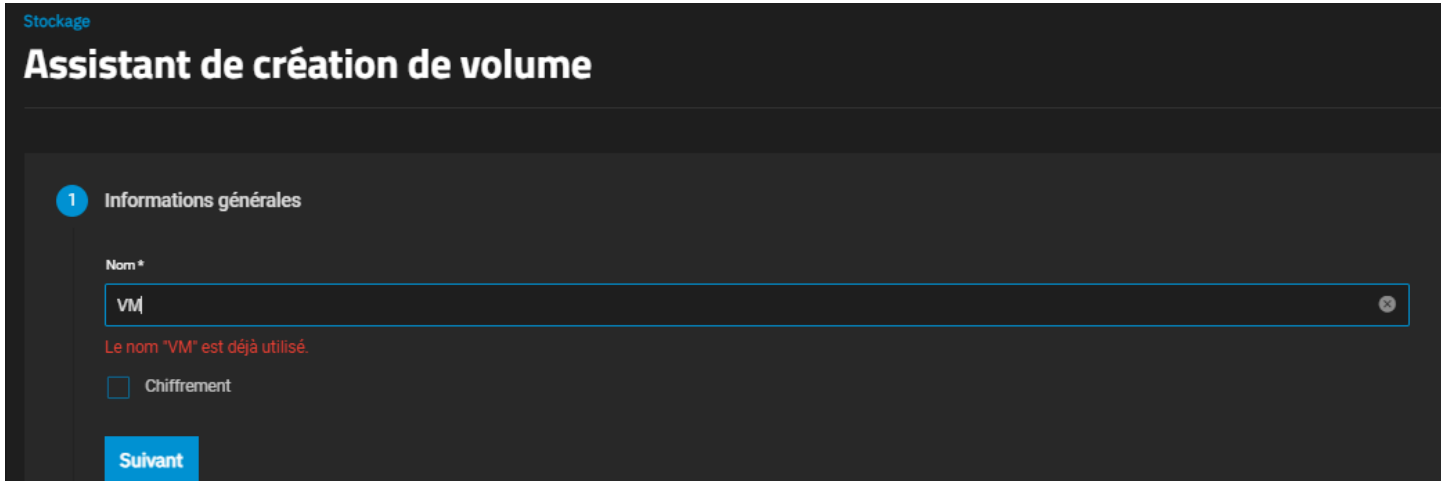 Stockage
Assistant de création de volume
1 Informations générales
Nom*
VM
Le nom "VM" est déjà utilisé.
Chiffrement
Suivant